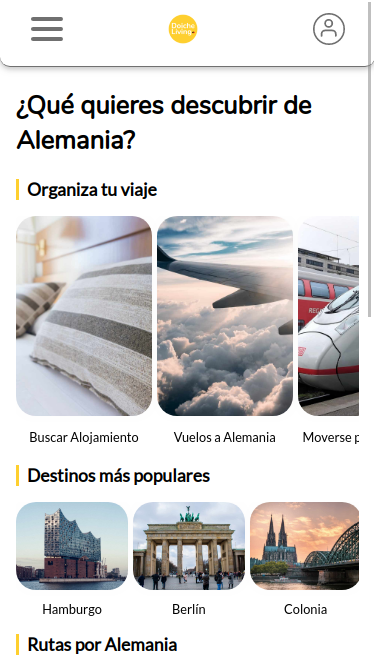 Doiche
Living
¿Qué quieres descubrir de
Alemania?
Organiza tu viaje
Buscar Alojamiento
Vuelos a Alemania
Moverse p
Destinos más populares
Hamburgo
Berlín
Colonia
Rutas por Alemania